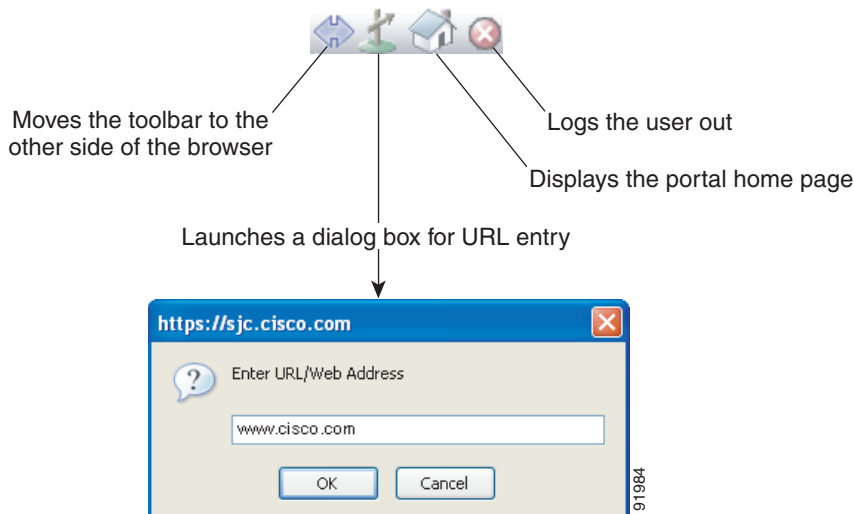 Moves the toolbar to the
other side of the browser
Logs the user out
Displays the portal home page
Launches a dialog box for URL entry
https://sjc.cisco.com
?
Enter URL/Web Address
www.cisco.com
OK
Cancel
91984